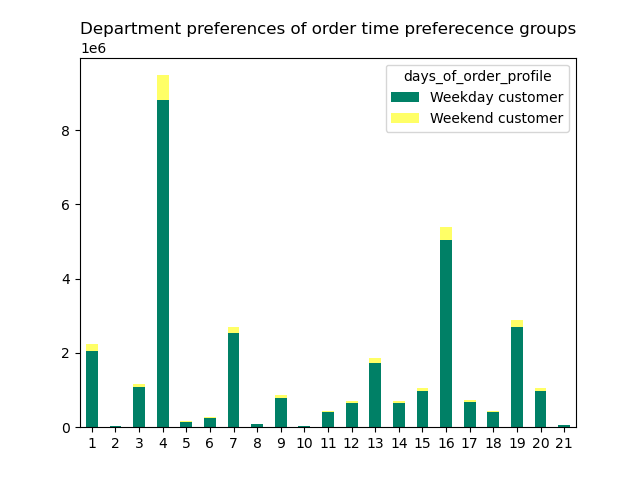 Department preferences of order time preferecence groups
1e6
days_of_order_profile
Weekday customer
Weekend customer
8
6
4
2
0
1 2 3 4 5 6 7 8 9 10 11 12 13 14 15 16 17 18 19 20 21